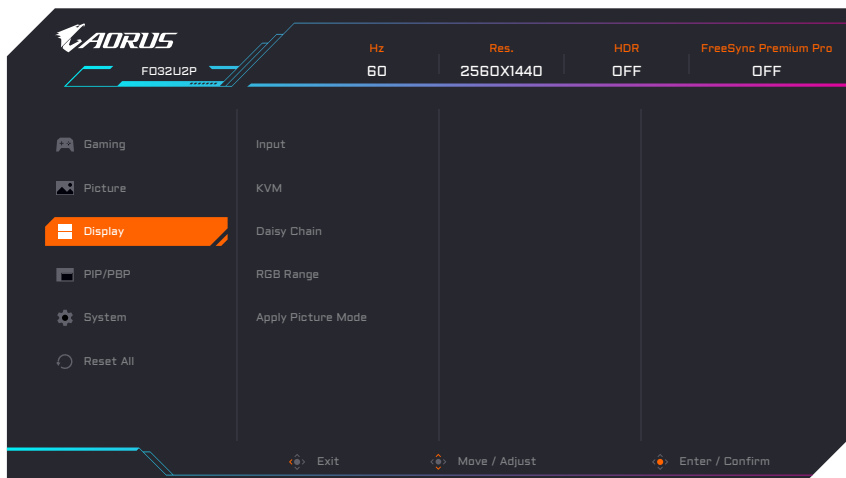 AORUS
FO32U2P
Hz Res. HDR FreeSync Premium Pro
60 2560X1440 OFF OFF
Gaming Input
Picture KVM
Display Daisy Chain
PIP/PBP RGB Range
System Apply Picture Mode
Reset All
Exit Move / Adjust Enter / Confirm